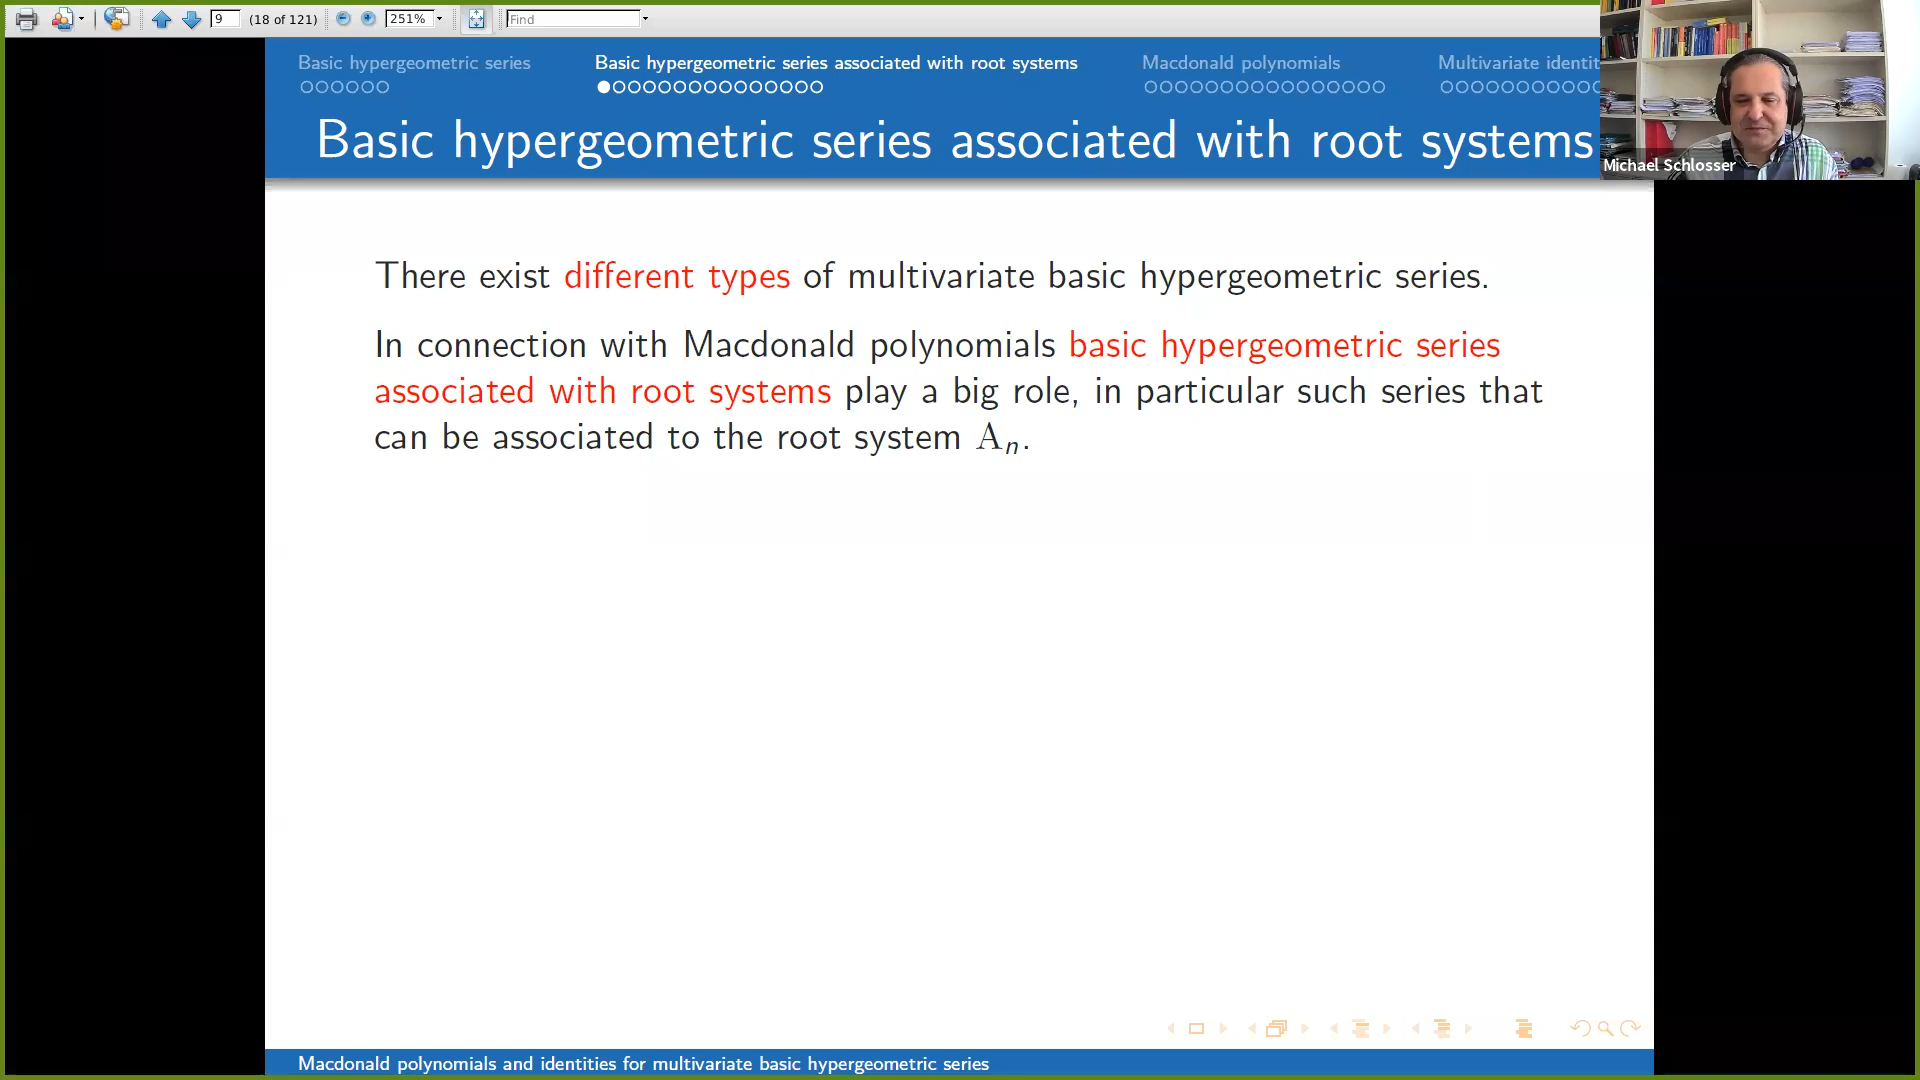 9 (18 of 121) 251% Find
Basic hypergeometric series Basic hypergeometric series associated with root systems Macdonald polynomials Multivariate identit
Basic hypergeometric series associated with root systems
Michael Schlosser
There exist different types of multivariate basic hypergeometric series.
In connection with Macdonald polynomials basic hypergeometric series
associated with root systems play a big role, in particular such series that
can be associated to the root system Aₙ.
Macdonald polynomials and identities for multivariate basic hypergeometric series